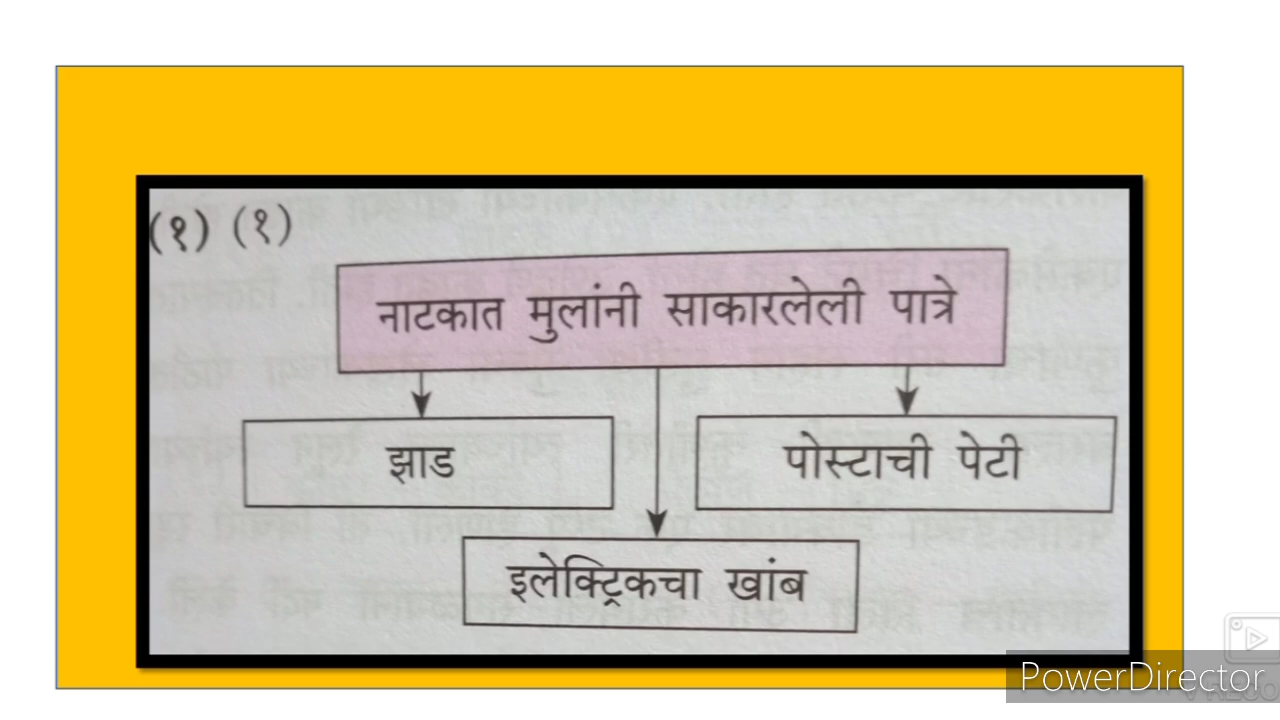 (१) (१)
नाटकात मुलांनी साकारलेली पात्रे
झाड
पोस्टाची पेटी
इलेक्ट्रिकचा खांब
PowerDirector